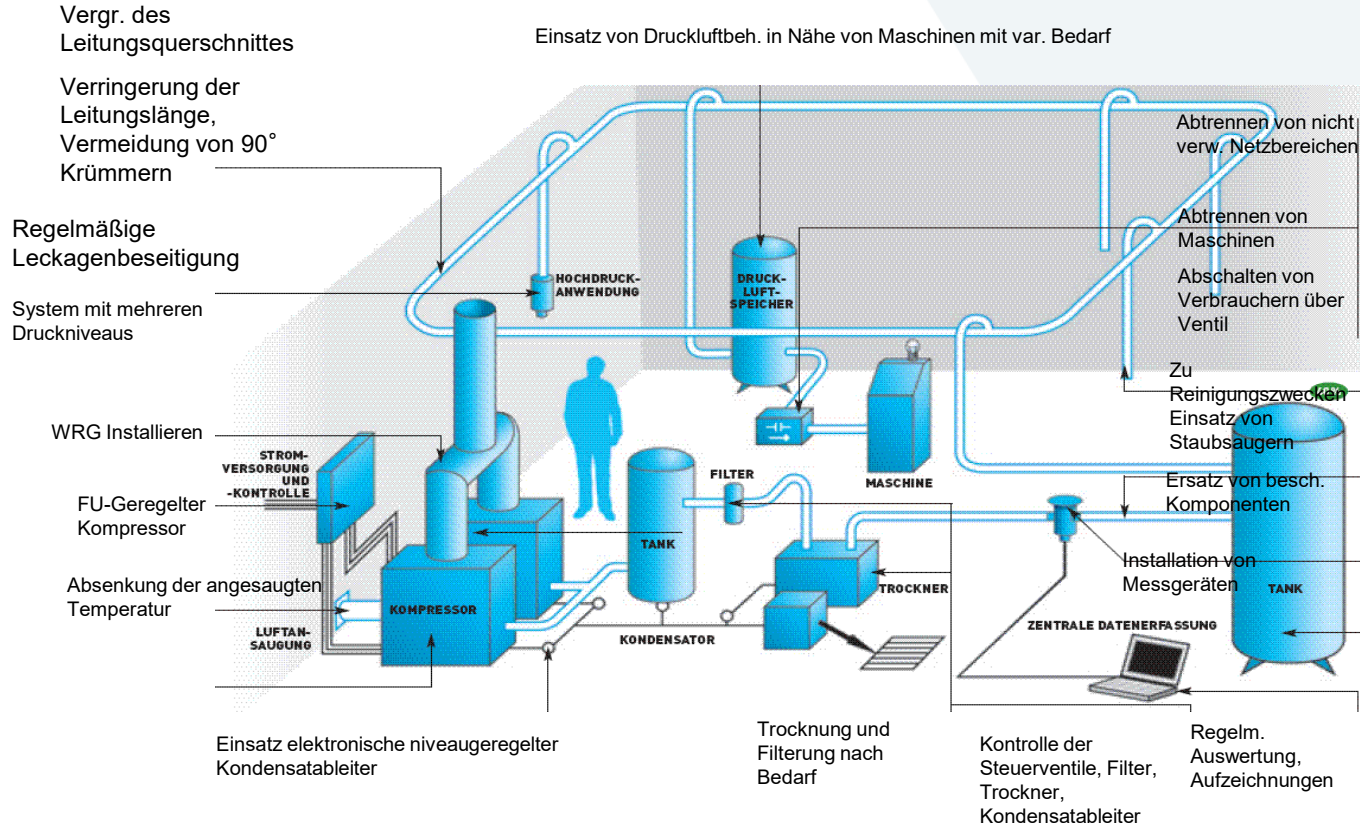 Vergr. des
Leitungsquerschnittes
Einsatz von Druckluftbeh. in Nähe von Maschinen mit var. Bedarf
Verringerung der
Leitungslänge,
Vermeidung von 90°
Krümmern
Abtrennen von nicht
verw. Netzbereichen
Regelmäßige
Leckagenbeseitigung
Abtrennen von
Maschinen
HOCHDRUCK-
ANWENDUNG
DRUCK-
LUFT-
SPEICHER
Abschalten von
Verbrauchern über
Ventil
System mit mehreren
Druckniveaus
Zu
Reinigungszwecken
Einsatz von
Staubsaugern
WRG Installieren
STROM-
VERSORGUNG
UND
-KONTROLLE
FILTER
MASCHINE
Ersatz von besch.
Komponenten
FU-Geregelter
Kompressor
TANK
Installation von
Messgeräten
Absenkung der angesaugten
Temperatur
TROCKNER
TANK
KOMPRESSOR
LUFTAN-
SAUGUNG
KONDENSATOR
ZENTRALE DATENERFASSUNG
Einsatz elektronische niveaugeregelter
Kondensatableiter
Trocknung und
Filterung nach
Bedarf
Kontrolle der
Steuerventile, Filter,
Trockner,
Kondensatableiter
Regelm.
Auswertung,
Aufzeichnungen